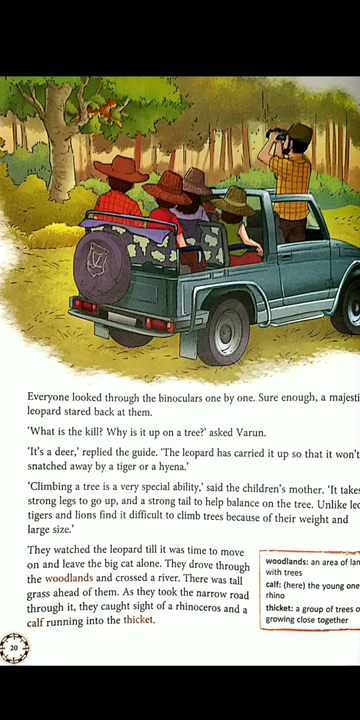 Everyone looked through the binoculars one by one. Sure enough, a majesti
leopard stared back at them.
‘What is the kill? Why is it up on a tree?’ asked Varun.
‘It’s a deer,’ replied the guide. ‘The leopard has carried it up so that it won’t
snatched away by a tiger or a hyena.’
‘Climbing a tree is a very special ability,’ said the children’s mother. ‘It takes
strong legs to go up, and a strong tail to help balance on the tree. Unlike leo
tigers and lions find it difficult to climb trees because of their weight and
large size.’
They watched the leopard till it was time to move
on and leave the big cat alone. They drove through
the woodlands and crossed a river. There was tall
grass ahead of them. As they took the narrow road
through it, they caught sight of a rhinoceros and a
calf running into the thicket.
woodlands: an area of lan
with trees
calf: (here) the young one
rhino
thicket: a group of trees o
growing close together
20